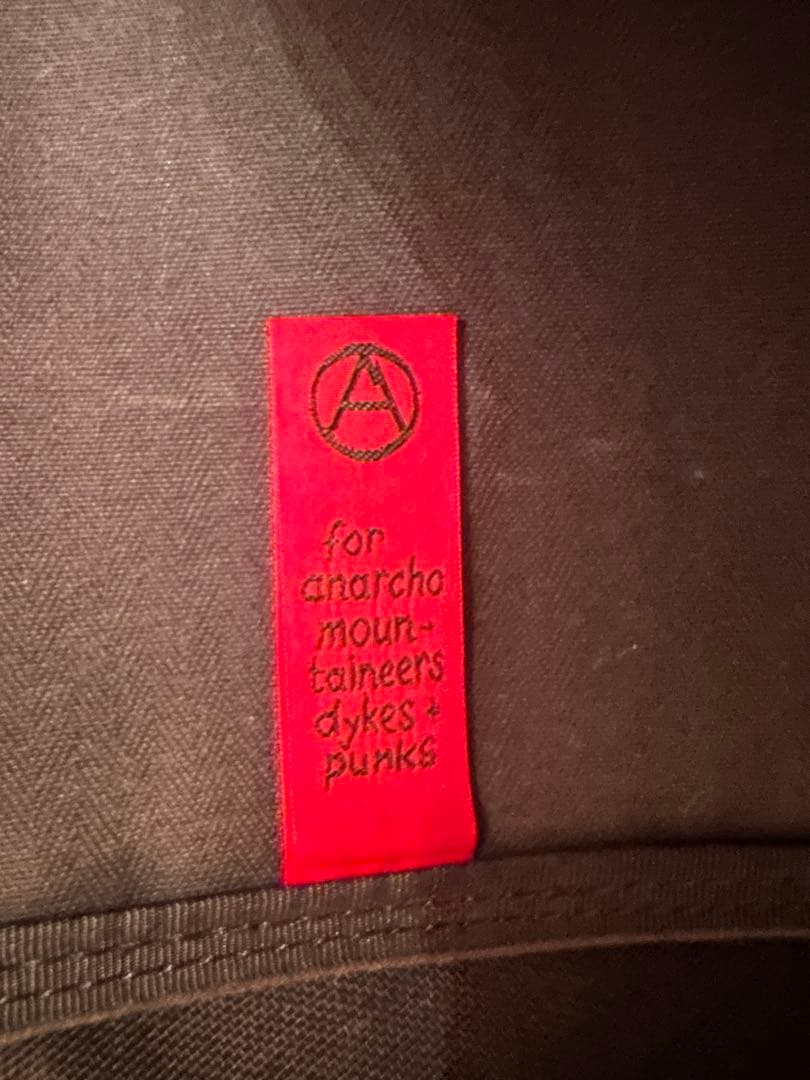 Ⓐ
for
anarcho
moun-
taineers
dykes +
punks